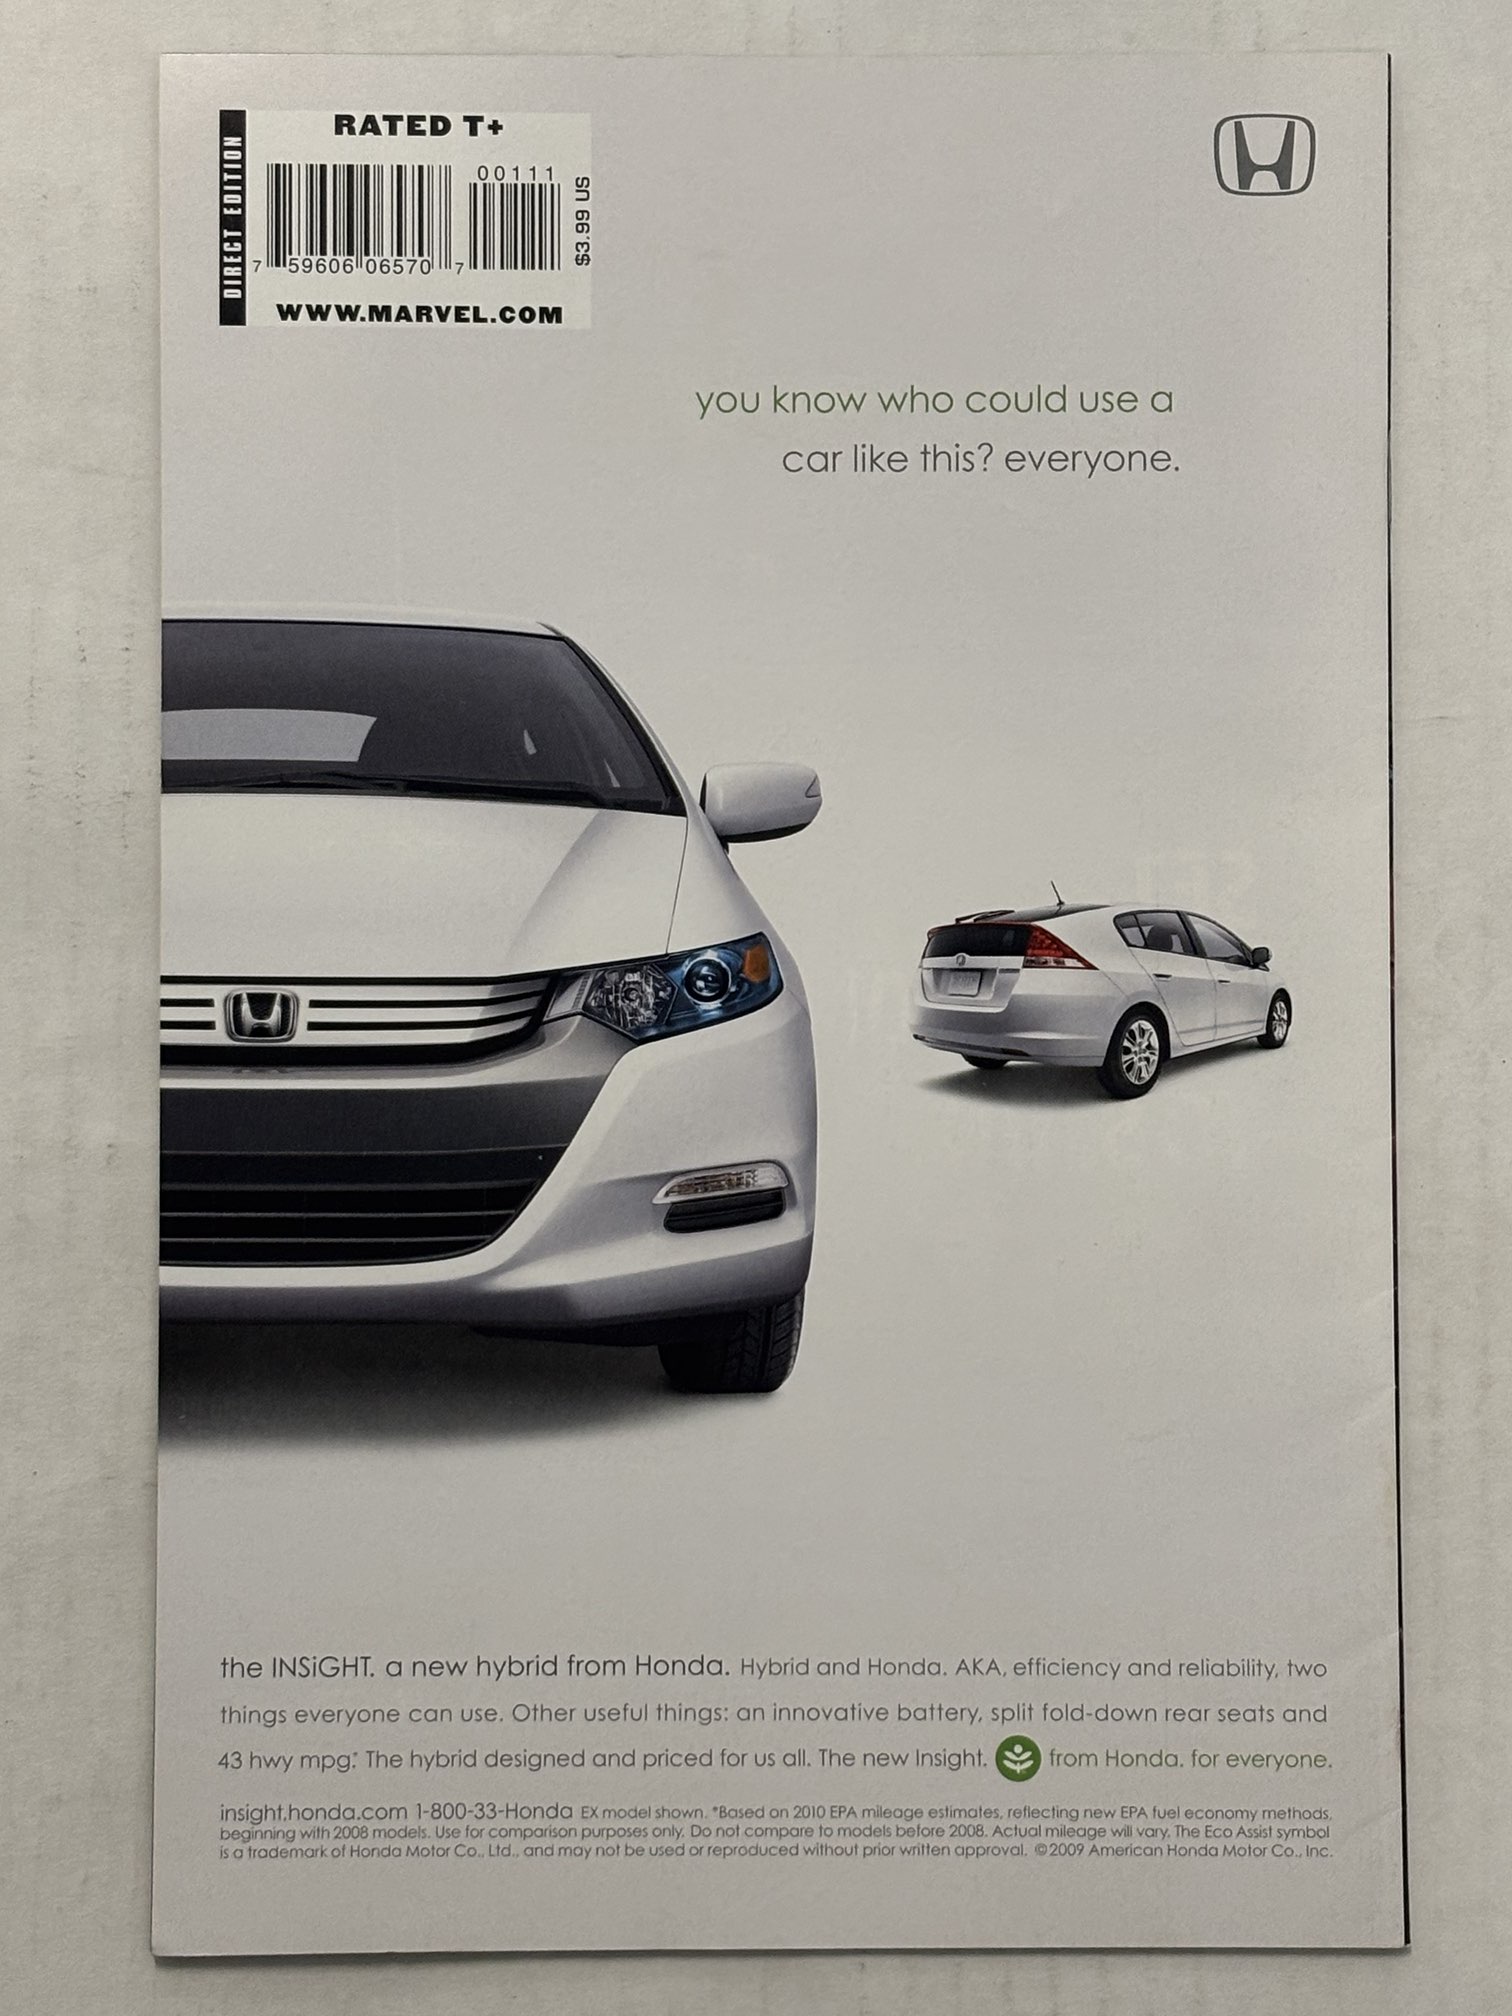 RATED T+
DIRECT EDITION
00111
$3.99 US
7 59606 06570 7
WWW.MARVEL.COM
you know who could use a
car like this? everyone.
the INSiGHT. a new hybrid from Honda. Hybrid and Honda. AKA, efficiency and reliability, two
things everyone can use. Other useful things: an innovative battery, split fold-down rear seats and
43 hwy mpg.* The hybrid designed and priced for us all. The new Insight. from Honda. for everyone.
insight.honda.com 1-800-33-Honda EX model shown. *Based on 2010 EPA mileage estimates, reflecting new EPA fuel economy methods,
beginning with 2008 models. Use for comparison purposes only. Do not compare to models before 2008. Actual mileage will vary. The Eco Assist symbol
is a trademark of Honda Motor Co., Ltd., and may not be used or reproduced without prior written approval. ©2009 American Honda Motor Co., Inc.